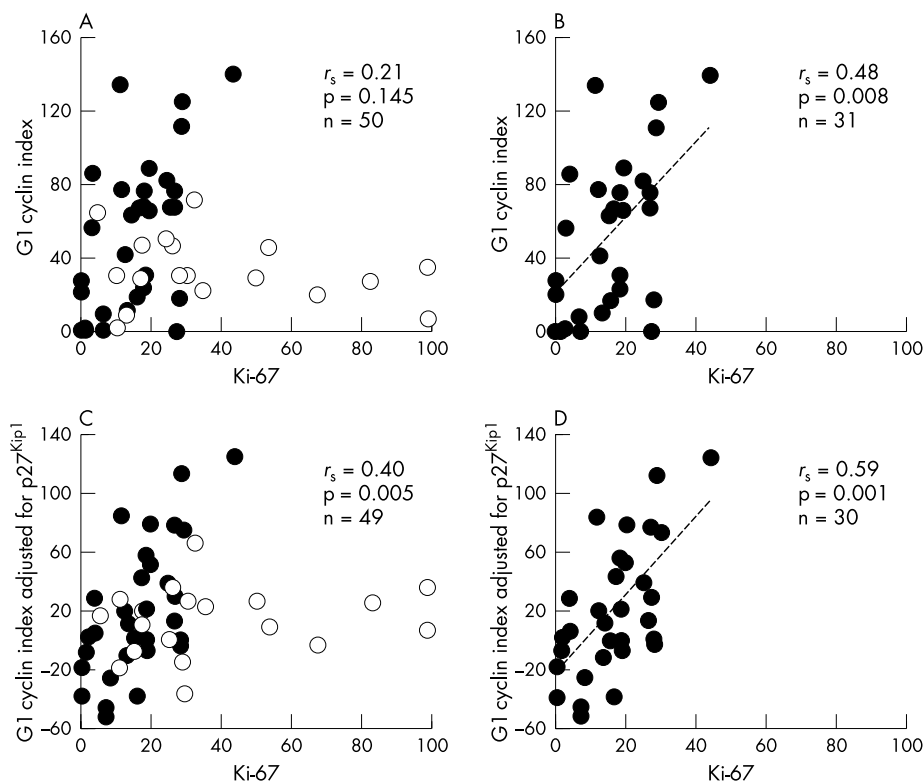 A
160
120
80
40
0
0 20 40 60 80 100
G1 cyclin index
Ki-67
rs = 0.21
p = 0.145
n = 50
B
160
120
80
40
0
0 20 40 60 80 100
G1 cyclin index
Ki-67
rs = 0.48
p = 0.008
n = 31
C
140
100
60
20
–20
–60
0 20 40 60 80 100
G1 cyclin index adjusted for p27Kip1
Ki-67
rs = 0.40
p = 0.005
n = 49
D
140
100
60
20
–20
–60
0 20 40 60 80 100
G1 cyclin index adjusted for p27Kip1
Ki-67
rs = 0.59
p = 0.001
n = 30